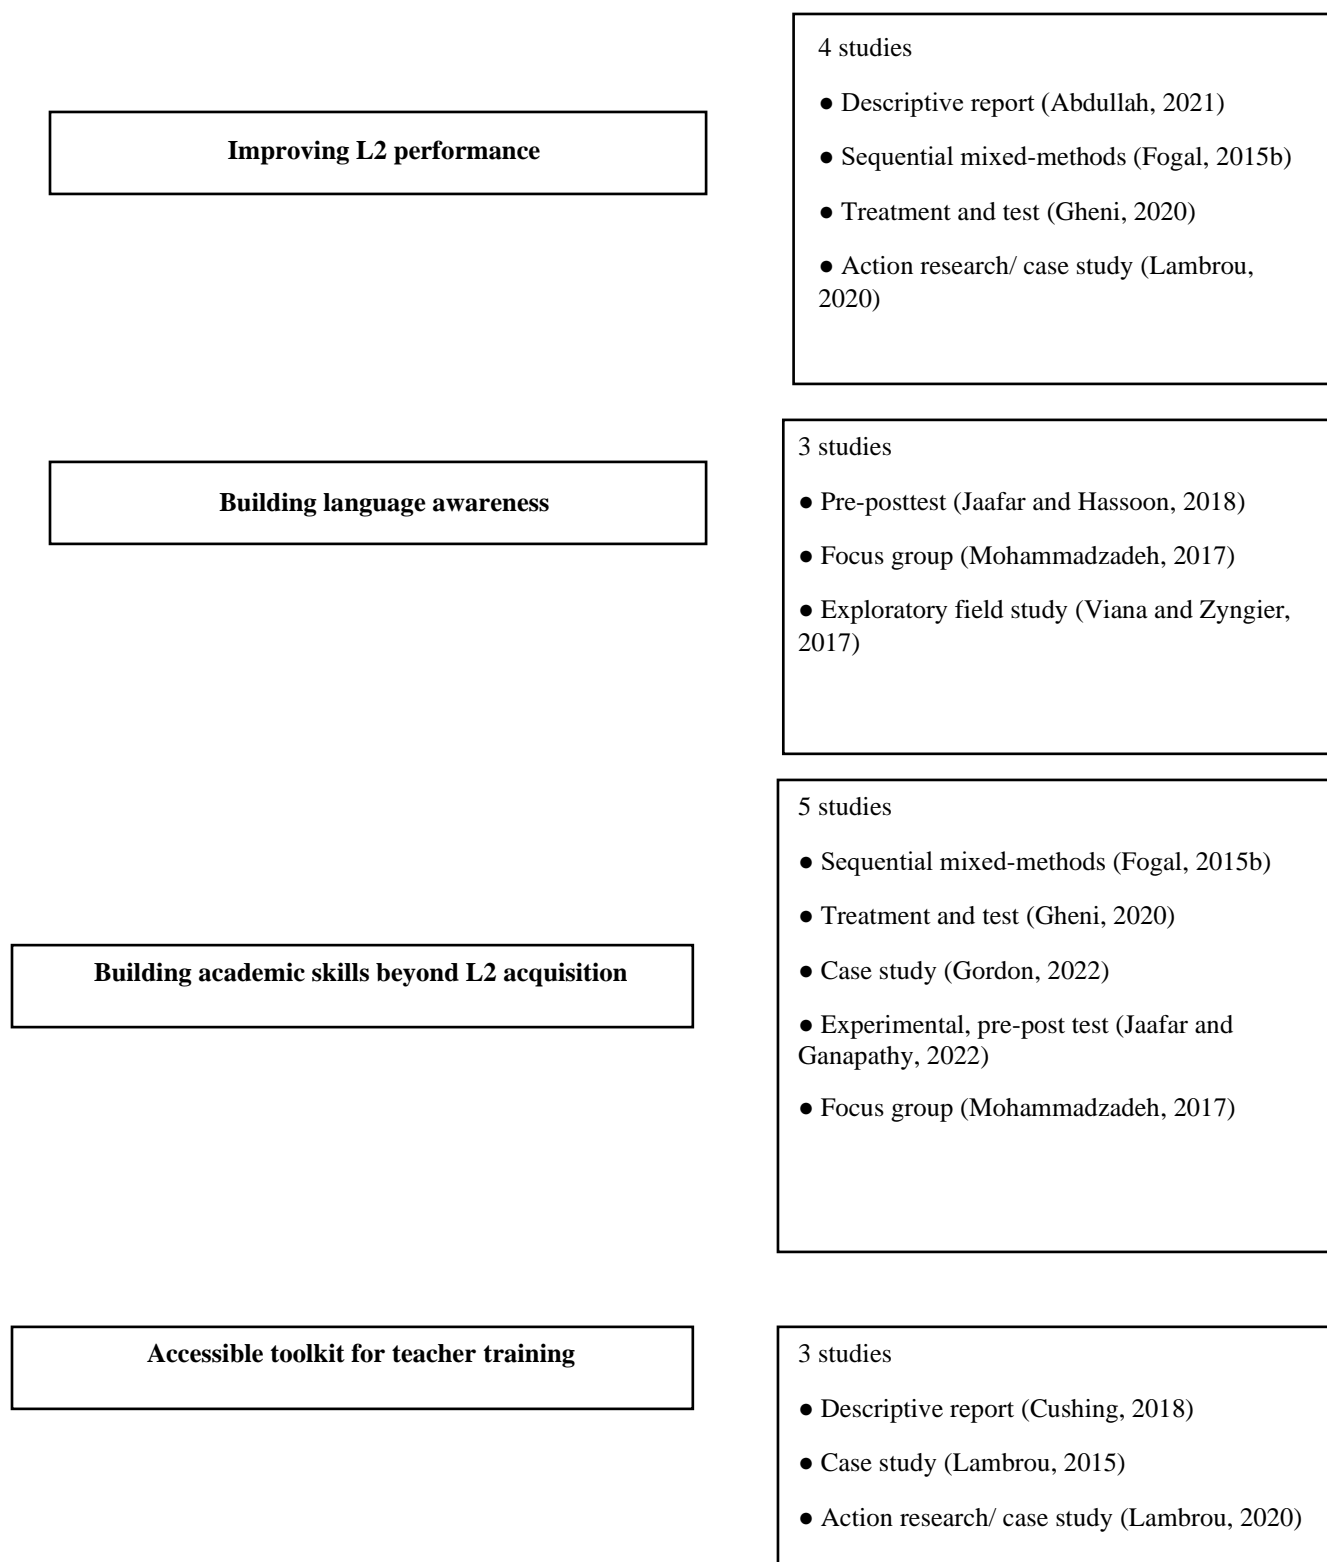 Improving L2 performance
4 studies
● Descriptive report (Abdullah, 2021)
● Sequential mixed-methods (Fogal, 2015b)
● Treatment and test (Gheni, 2020)
● Action research/ case study (Lambrou,
2020)
Building language awareness
3 studies
● Pre-posttest (Jaafar and Hassoon, 2018)
● Focus group (Mohammadzadeh, 2017)
● Exploratory field study (Viana and Zyngier,
2017)
Building academic skills beyond L2 acquisition
5 studies
● Sequential mixed-methods (Fogal, 2015b)
● Treatment and test (Gheni, 2020)
● Case study (Gordon, 2022)
● Experimental, pre-post test (Jaafar and
Ganapathy, 2022)
● Focus group (Mohammadzadeh, 2017)
Accessible toolkit for teacher training
3 studies
● Descriptive report (Cushing, 2018)
● Case study (Lambrou, 2015)
● Action research/ case study (Lambrou, 2020)